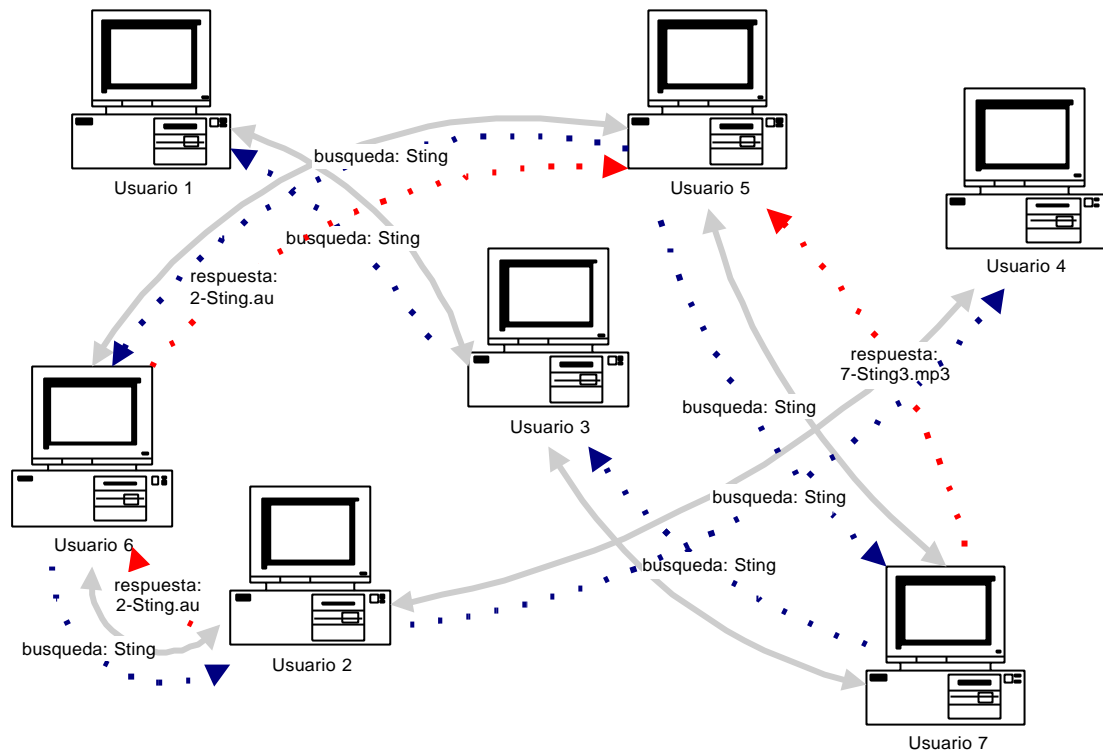 busqueda: Sting
Usuario 1
Usuario 5
busqueda: Sting
Usuario 4
respuesta:
2-Sting.au
respuesta:
7-Sting3.mp3
busqueda: Sting
Usuario 3
busqueda: Sting
Usuario 6
busqueda: Sting
respuesta:
2-Sting.au
busqueda: Sting
Usuario 2
Usuario 7